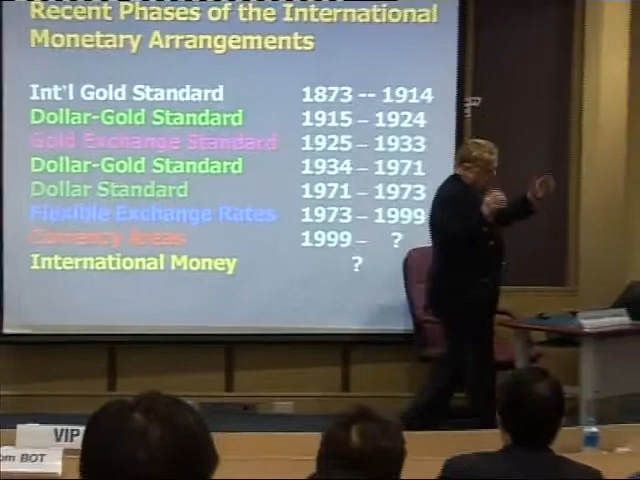 Recent Phases of the International
Monetary Arrangements
Int'l Gold Standard 1873 -- 1914
Dollar-Gold Standard 1915 – 1924
Gold Exchange Standard 1925 – 1933
Dollar-Gold Standard 1934 – 1971
Dollar Standard 1971 – 1973
Flexible Exchange Rates 1973 – 1999
Currency Areas 1999 – ?
International Money ?
VIP
om BOT